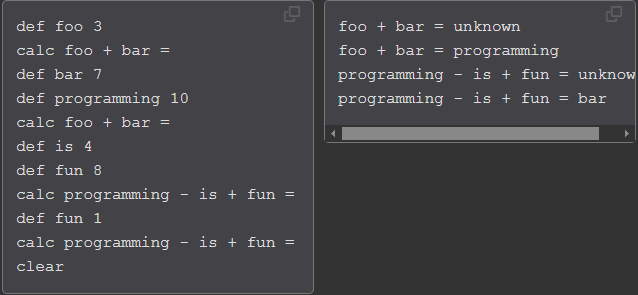 def foo 3
calc foo + bar =
def bar 7
def programming 10
calc foo + bar =
def is 4
def fun 8
calc programming - is + fun =
def fun 1
calc programming - is + fun =
clear
foo + bar = unknown
foo + bar = programming
programming - is + fun = unknow
programming - is + fun = bar